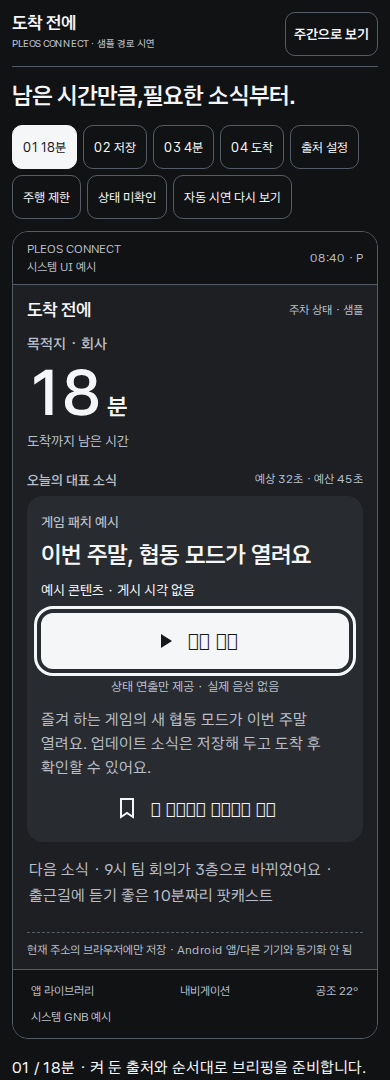 도착 전에
주간으로 보기
PLEOS CONNECT · 샘플 경로 시연
남은 시간만큼,필요한 소식부터.
01 18분
02 저장
03 4분
04 도착
출처 설정
주행 제한
상태 미확인
자동 시연 다시 보기
PLEOS CONNECT
시스템 UI 예시
08:40 · P
도착 전에
주차 상태 · 샘플
목적지 · 회사
18 분
도착까지 남은 시간
오늘의 대표 소식
예상 32초 · 예산 45초
게임 패치 예시
이번 주말, 협동 모드가 열려요
예시 콘텐츠 · 게시 시각 없음
상태 연출만 제공 · 실제 음성 없음
즐겨 하는 게임의 새 협동 모드가 이번 주말
열려요. 업데이트 소식은 저장해 두고 도착 후
확인할 수 있어요.
다음 소식 · 9시 팀 회의가 3층으로 바뀌었어요 ·
출근길에 듣기 좋은 10분짜리 팟캐스트
현재 주소의 브라우저에만 저장 · Android 앱/다른 기기와 동기화 안 됨
앱 라이브러리
내비게이션
공조 22°
시스템 GNB 예시
01 / 18분 · 켜 둔 출처와 순서대로 브리핑을 준비합니다.